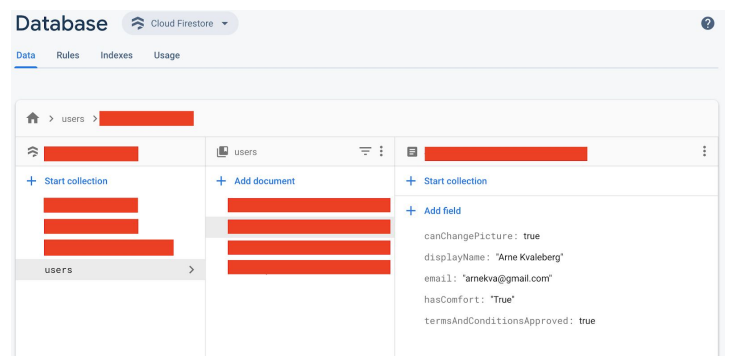 Database Cloud Firestore
Data Rules Indexes Usage
users
users
Start collection
Add document
Start collection
users
Add field
canChangePicture: true
displayName: "Arne Kvaleberg"
email: "arnekva@gmail.com"
hasComfort: "True"
termsAndConditionsApproved: true